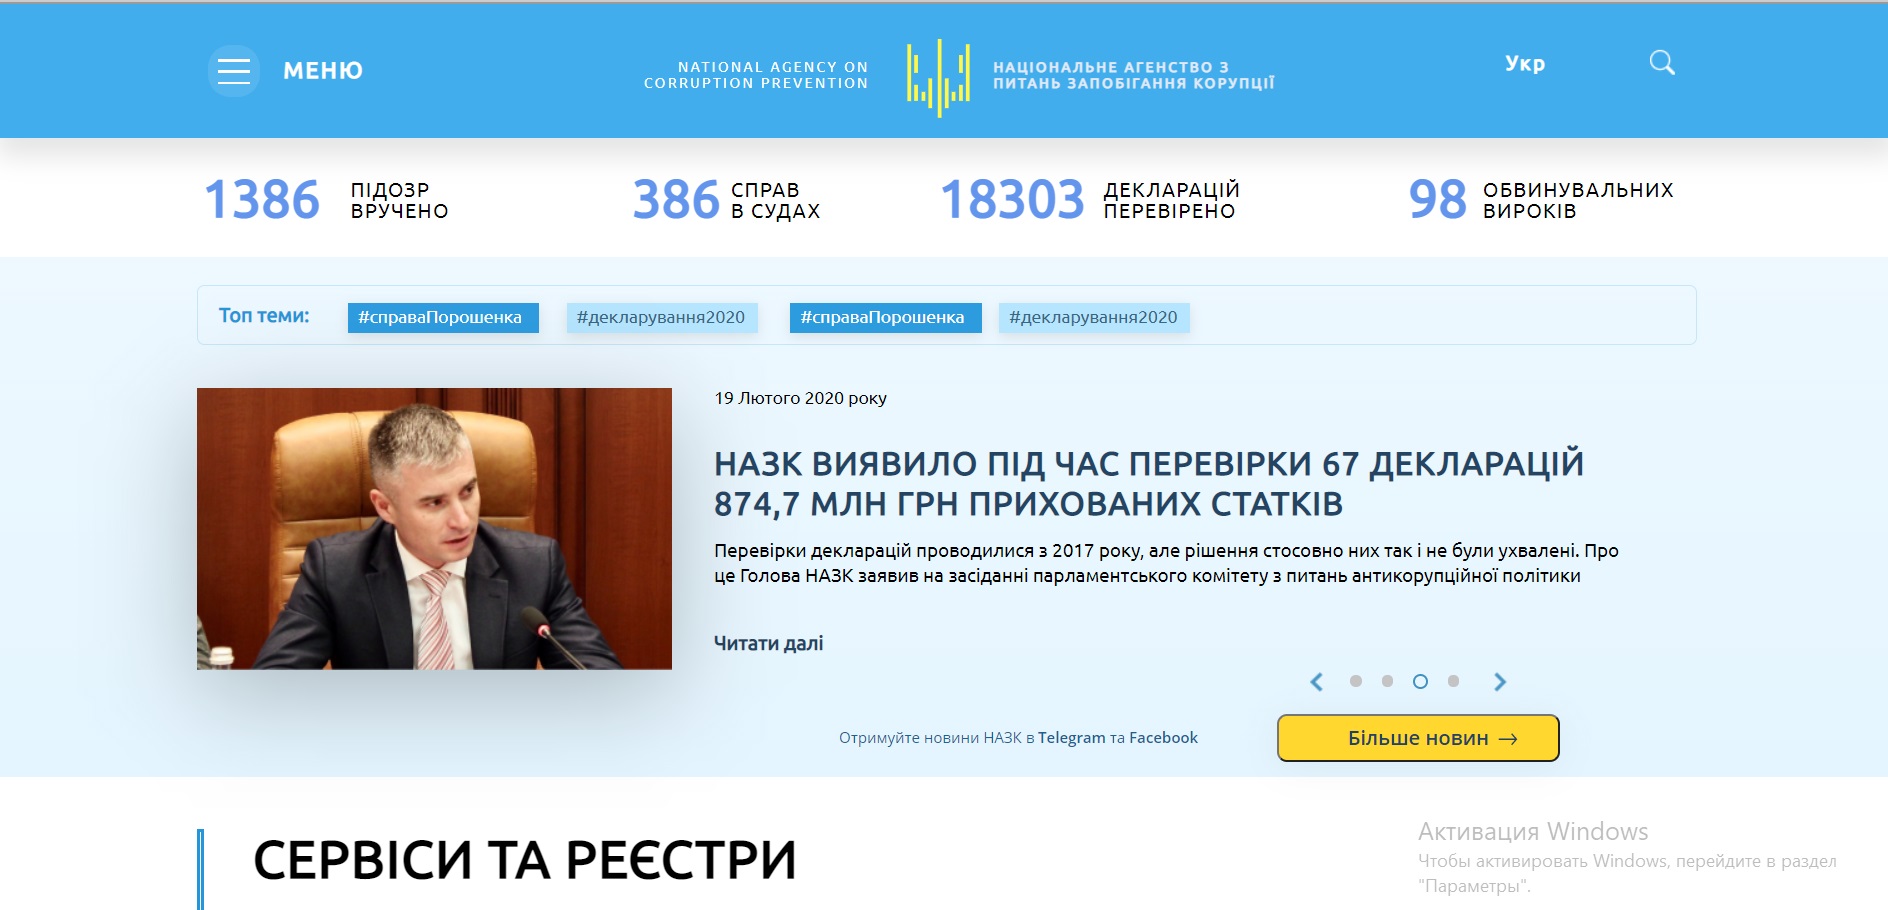 МЕНЮ
NATIONAL AGENCY ON
CORRUPTION PREVENTION
НАЦІОНАЛЬНЕ АГЕНСТВО З
ПИТАНЬ ЗАПОБІГАННЯ КОРУПЦІЇ
Укр
1386 ПІДОЗР
ВРУЧЕНО
386 СПРАВ
В СУДАХ
18303 ДЕКЛАРАЦІЙ
ПЕРЕВІРЕНО
98 ОБВИНУВАЛЬНИХ
ВИРОКІВ
Топ теми: #справаПорошенка #декларування2020 #справаПорошенка #декларування2020
19 Лютого 2020 року
НАЗК ВИЯВИЛО ПІД ЧАС ПЕРЕВІРКИ 67 ДЕКЛАРАЦІЙ
874,7 МЛН ГРН ПРИХОВАНИХ СТАТКІВ
Перевірки декларацій проводилися з 2017 року, але рішення стосовно них так і не були ухвалені. Про
це Голова НАЗК заявив на засіданні парламентського комітету з питань антикорупційної політики
Читати далі
Отримуйте новини НАЗК в Telegram та Facebook
Більше новин →
СЕРВІСИ ТА РЕЄСТРИ
Активация Windows
Чтобы активировать Windows, перейдите в раздел
"Параметры".